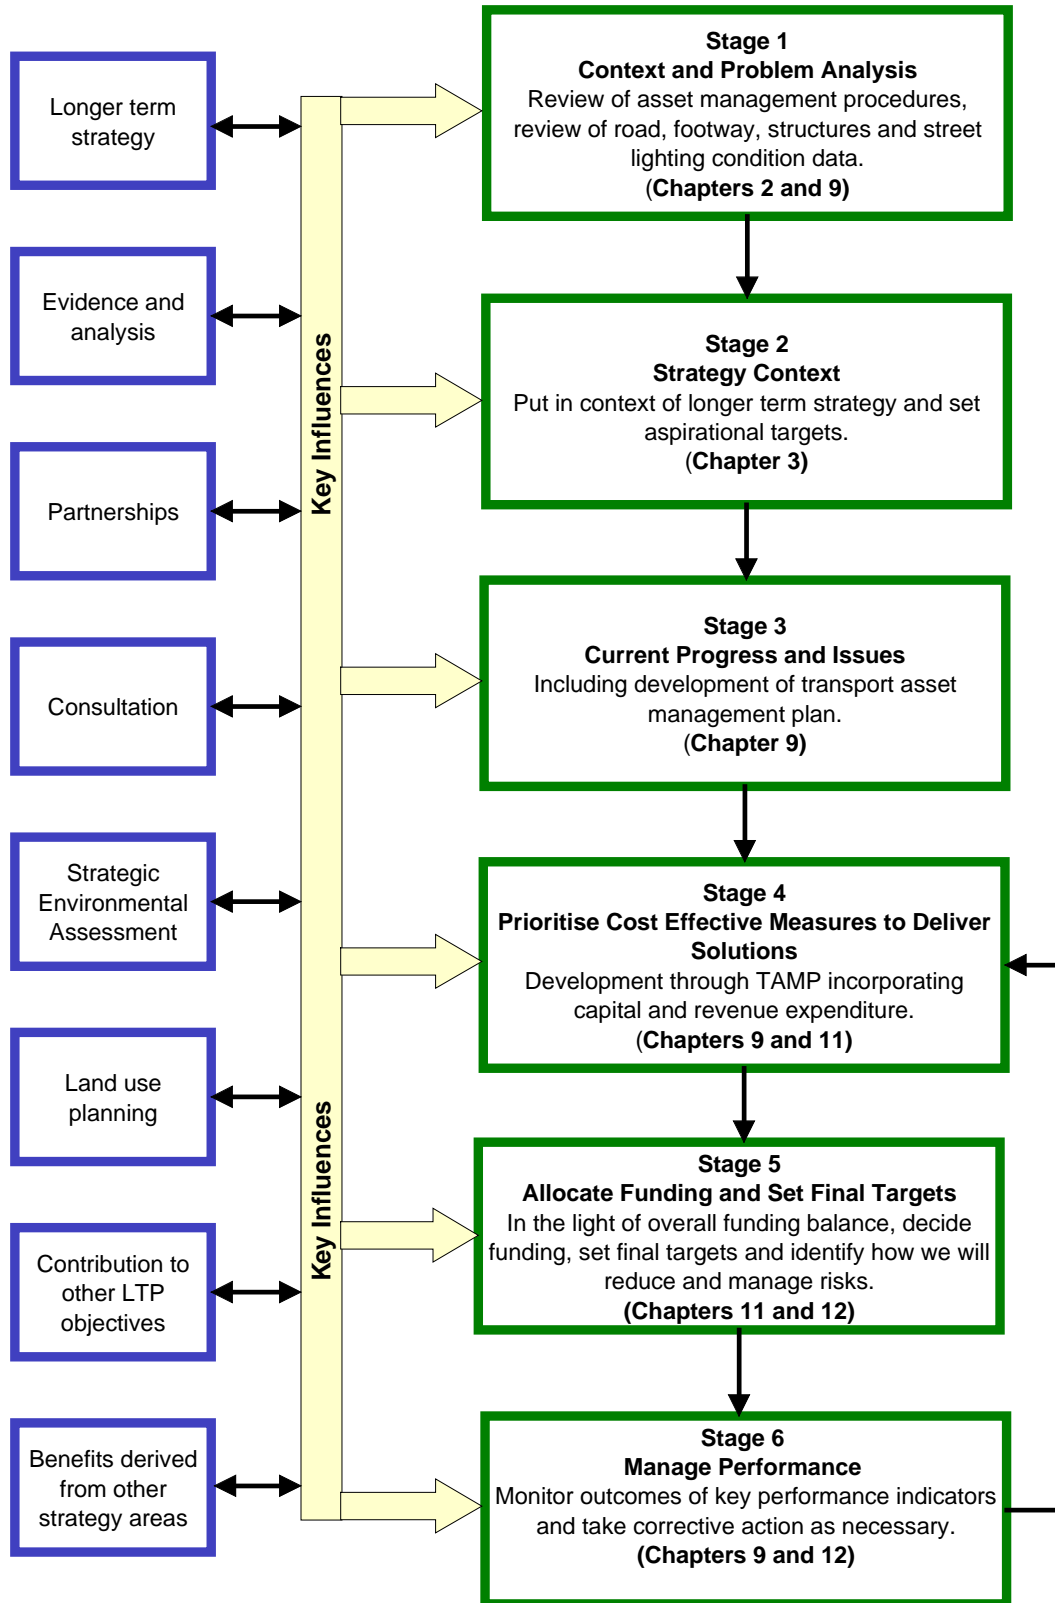 Longer term
strategy
Evidence and
analysis
Partnerships
Consultation
Strategic
Environmental
Assessment
Land use
planning
Contribution to
other LTP
objectives
Benefits derived
from other
strategy areas
Key Influences
Key Influences
Stage 1
Context and Problem Analysis
Review of asset management procedures,
review of road, footway, structures and street
lighting condition data.
(Chapters 2 and 9)
Stage 2
Strategy Context
Put in context of longer term strategy and set
aspirational targets.
(Chapter 3)
Stage 3
Current Progress and Issues
Including development of transport asset
management plan.
(Chapter 9)
Stage 4
Prioritise Cost Effective Measures to Deliver
Solutions
Development through TAMP incorporating
capital and revenue expenditure.
(Chapters 9 and 11)
Stage 5
Allocate Funding and Set Final Targets
In the light of overall funding balance, decide
funding, set final targets and identify how we will
reduce and manage risks.
(Chapters 11 and 12)
Stage 6
Manage Performance
Monitor outcomes of key performance indicators
and take corrective action as necessary.
(Chapters 9 and 12)